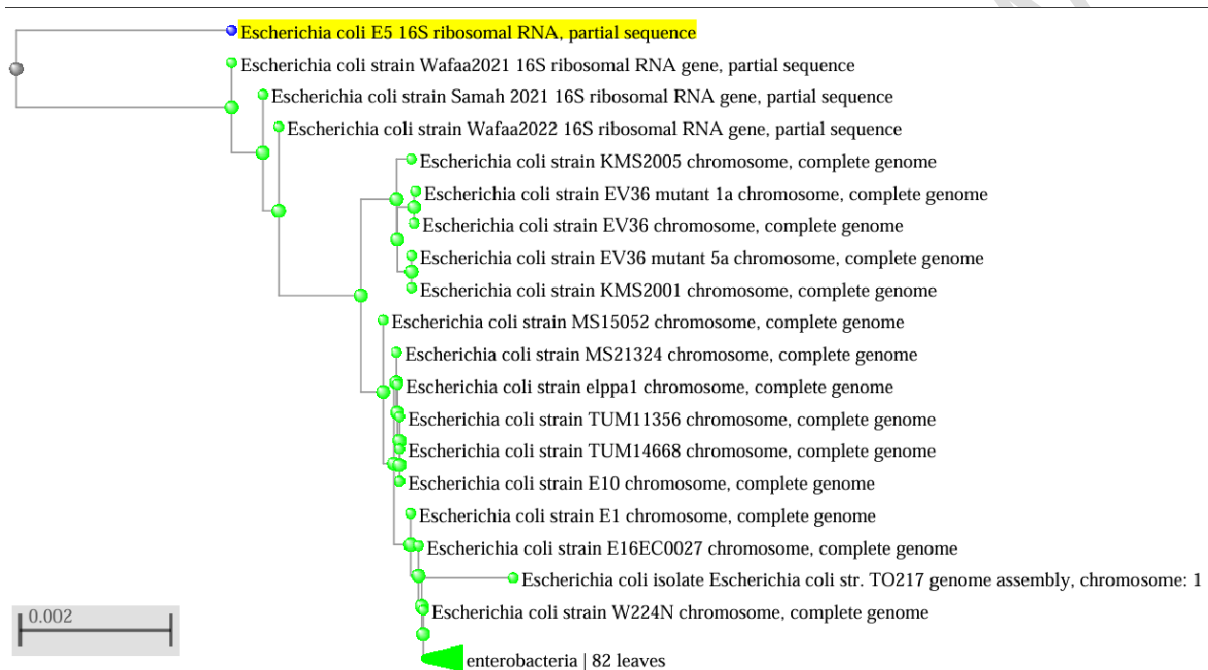 Escherichia coli E5 16S ribosomal RNA, partial sequence
Escherichia coli strain Wafaa2021 16S ribosomal RNA gene, partial sequence
Escherichia coli strain Samah 2021 16S ribosomal RNA gene, partial sequence
Escherichia coli strain Wafaa2022 16S ribosomal RNA gene, partial sequence
Escherichia coli strain KMS2005 chromosome, complete genome
Escherichia coli strain EV36 mutant 1a chromosome, complete genome
Escherichia coli strain EV36 chromosome, complete genome
Escherichia coli strain EV36 mutant 5a chromosome, complete genome
Escherichia coli strain KMS2001 chromosome, complete genome
Escherichia coli strain MS15052 chromosome, complete genome
Escherichia coli strain MS21324 chromosome, complete genome
Escherichia coli strain elppa1 chromosome, complete genome
Escherichia coli strain TUM11356 chromosome, complete genome
Escherichia coli strain TUM14668 chromosome, complete genome
Escherichia coli strain E10 chromosome, complete genome
Escherichia coli strain E1 chromosome, complete genome
Escherichia coli strain E16EC0027 chromosome, complete genome
Escherichia coli isolate Escherichia coli str. TO217 genome assembly, chromosome: 1
Escherichia coli strain W224N chromosome, complete genome
enterobacteria | 82 leaves
0.002